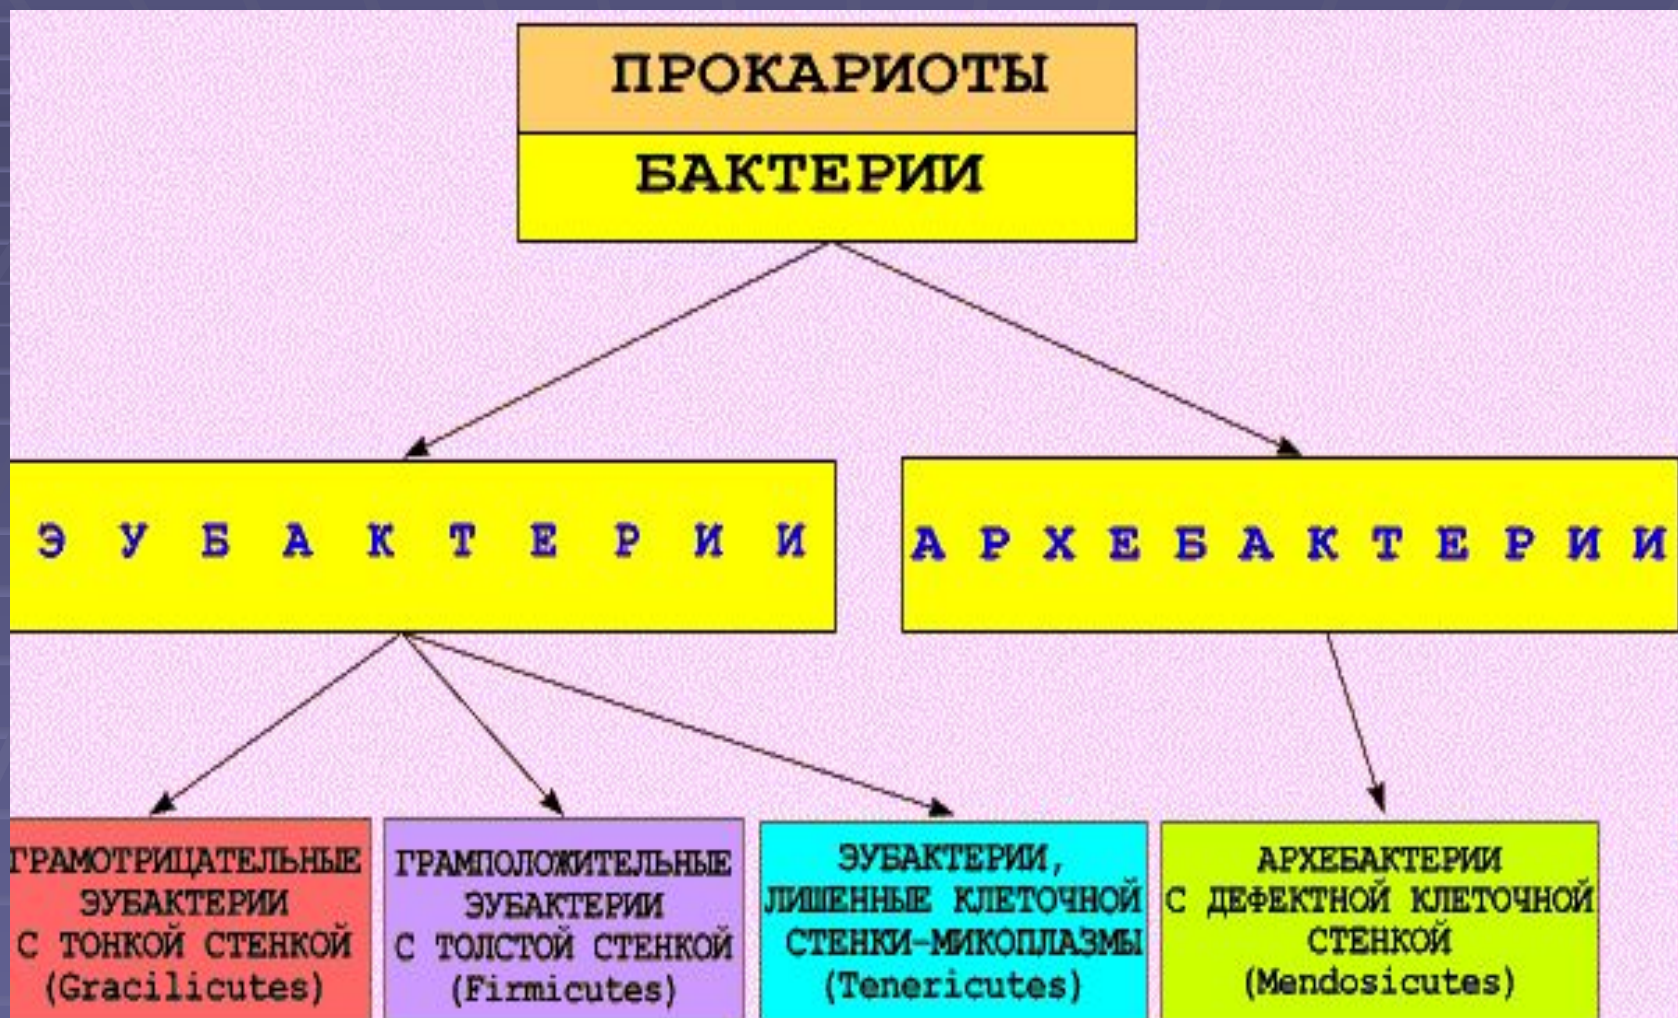 ПРОКАРИОТЫ
БАКТЕРИИ
Э У Б А К Т Е Р И И
А Р Х Е Б А К Т Е Р И И
ГРАМОТРИЦАТЕЛЬНЫЕ
ЭУБАКТЕРИИ
С ТОНКОЙ СТЕНКОЙ
(Gracilicutes)
ГРАМПОЛОЖИТЕЛЬНЫЕ
ЭУБАКТЕРИИ
С ТОЛСТОЙ СТЕНКОЙ
(Firmicutes)
ЭУБАКТЕРИИ,
ЛИШЕННЫЕ КЛЕТОЧНОЙ
СТЕНКИ-МИКОПЛАЗМЫ
(Tenericutes)
АРХЕБАКТЕРИИ
С ДЕФЕКТНОЙ КЛЕТОЧНОЙ
СТЕНКОЙ
(Mendosicutes)